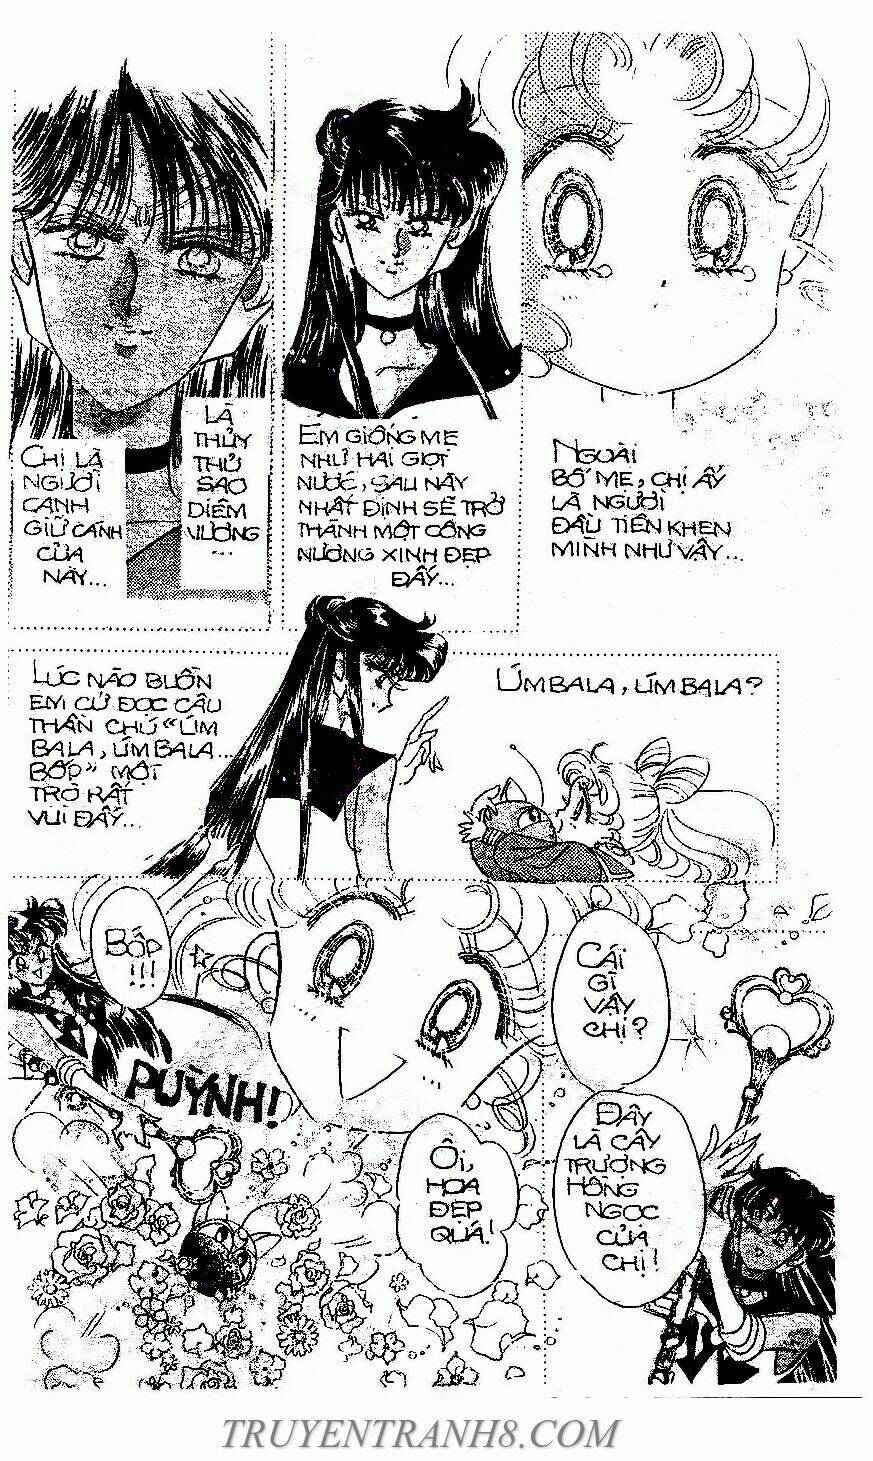 CHỊ LÀ
NGƯỜI
CANH
GIỮ CÁNH
CỬA
NÀY...
LÀ
THỦY
THỦ
SAO
DIÊM
VƯƠNG
...
EM GIỐNG MẸ
NHƯ HAI GIỌT
NƯỚC, SAU NÀY
NHẤT ĐỊNH SẼ TRỞ
THÀNH MỘT CÔNG
NƯƠNG XINH ĐẸP
ĐẤY...
NGOÀI
BỐ MẸ, CHỊ ẤY
LÀ NGƯỜI
ĐẦU TIÊN KHEN
MÌNH NHƯ VẬY...
LÚC NÀO BUỒN
EM CỨ ĐỌC CÂU
THẦN CHÚ "ÚM
BALA, ÚM BALA...
BỐP" MỘT
TRÒ RẤT
VUI ĐẤY...
ÚM BALA, ÚM BALA?
BỐP
!!!
PUỲNH!
CÁI
GÌ
VẬY
CHỊ?
ÔI,
HOA
ĐẸP
QUÁ!
ĐÂY
LÀ CÂY
TRƯỢNG
HỒNG
NGỌC
CỦA
CHỊ!
TRUYENTRANH8.COM